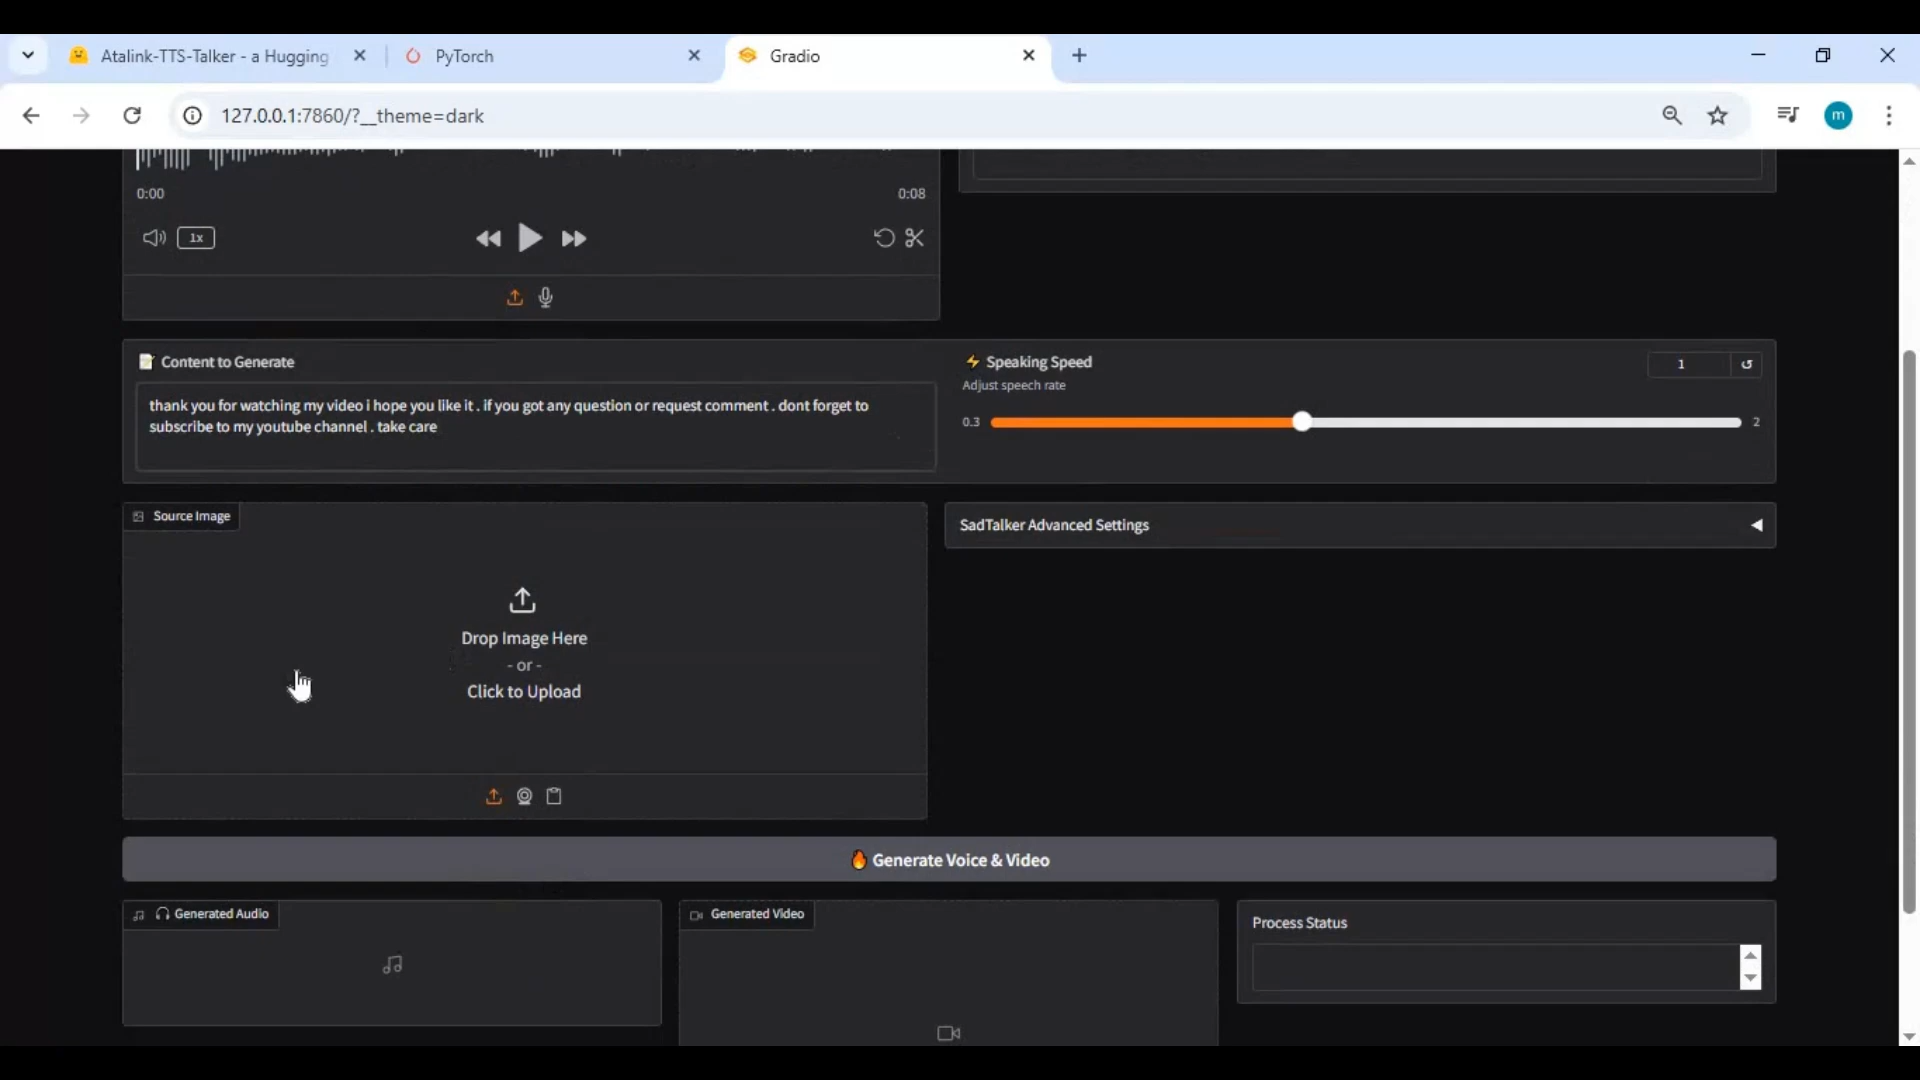 Atalink-TTS-Talker - a Hugging
PyTorch
Gradio
127.0.0.1:7860/?__theme=dark
m
0:00
0:08
1x
📝 Content to Generate
thank you for watching my video i hope you like it . if you got any question or request comment . dont forget to
subscribe to my youtube channel . take care
⚡ Speaking Speed
1
Adjust speech rate
0.3
2
Source Image
SadTalker Advanced Settings
Drop Image Here
- or -
Click to Upload
🔥 Generate Voice & Video
🎧 Generated Audio
Generated Video
Process Status